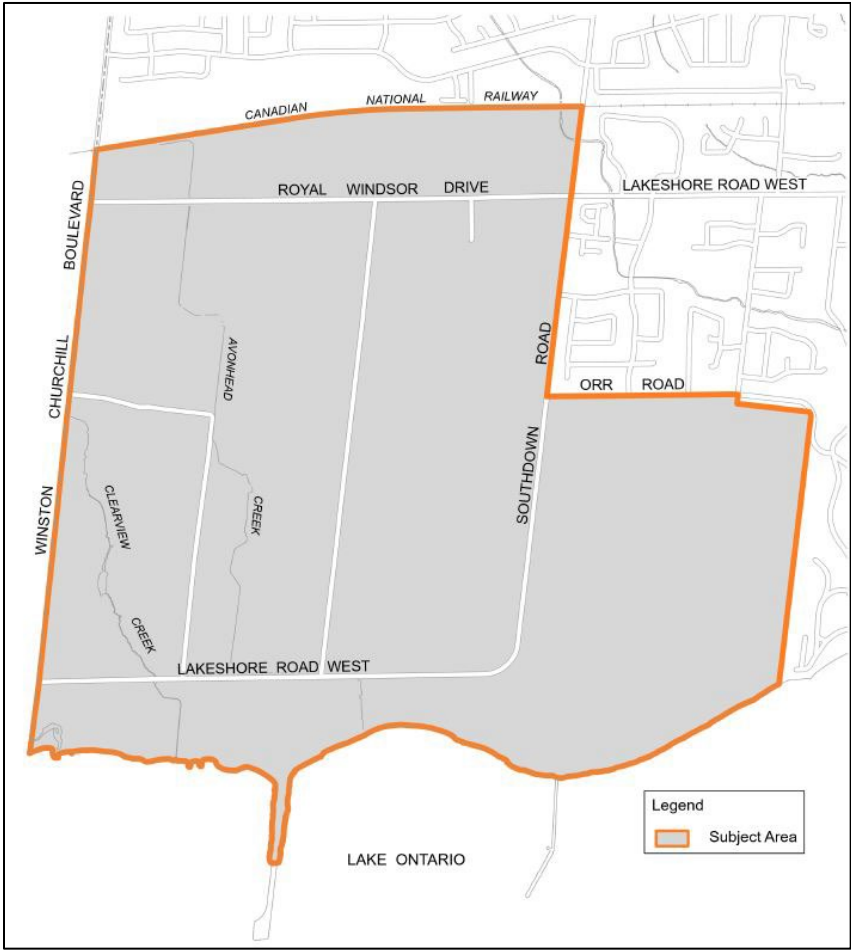 CANADIAN NATIONAL RAILWAY
ROYAL WINDSOR DRIVE
LAKESHORE ROAD WEST
WINSTON CHURCHILL BOULEVARD
AVONHEAD CREEK
SOUTHDOWN ROAD
ORR ROAD
CLEARVIEW CREEK
LAKESHORE ROAD WEST
Legend
Subject Area
LAKE ONTARIO